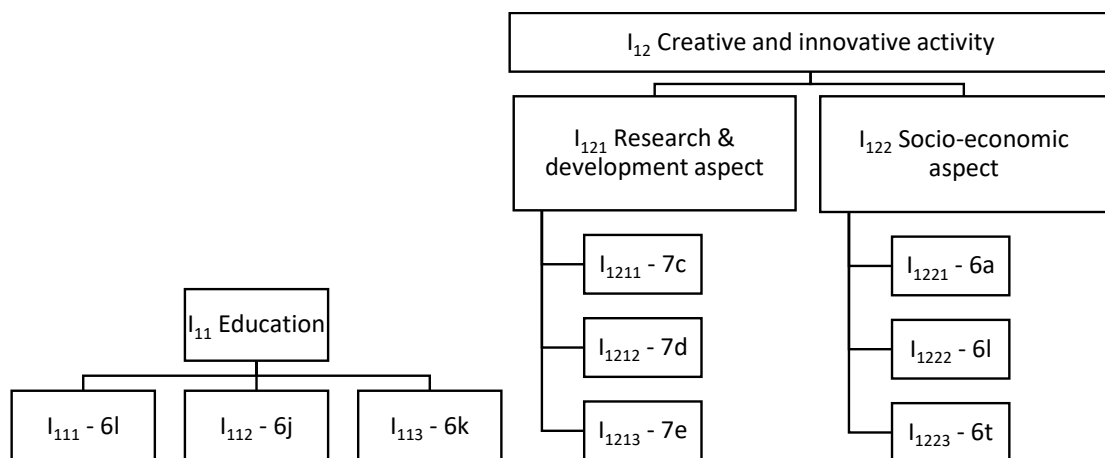 I₁₂ Creative and innovative activity
I₁₂₁ Research &
development aspect
I₁₂₂ Socio-economic
aspect
I₁₂₁₁ - 7c
I₁₂₁₂ - 7d
I₁₂₁₃ - 7e
I₁₂₂₁ - 6a
I₁₂₂₂ - 6l
I₁₂₂₃ - 6t
I₁₁ Education
I₁₁₁ - 6l
I₁₁₂ - 6j
I₁₁₃ - 6k